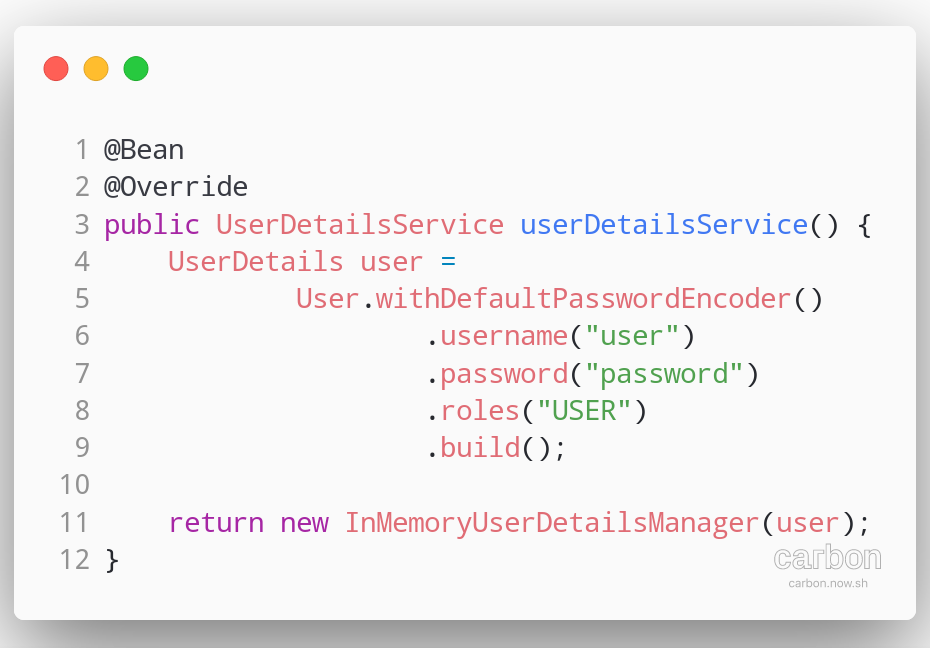 1 @Bean
2 @Override
3 public UserDetailsService userDetailsService() {
4     UserDetails user =
5             User.withDefaultPasswordEncoder()
6                     .username("user")
7                     .password("password")
8                     .roles("USER")
9                     .build();
10
11     return new InMemoryUserDetailsManager(user);
12 }
carbon
carbon.now.sh